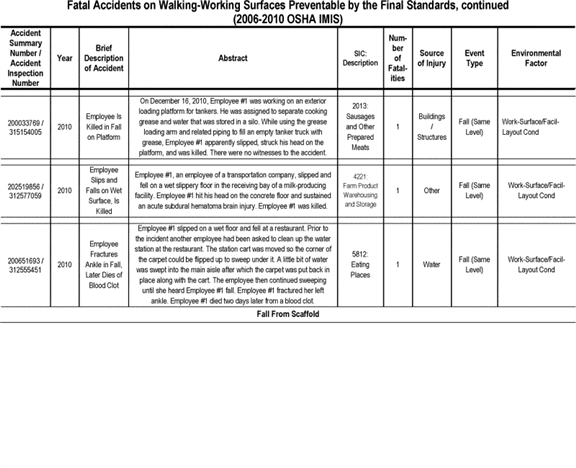 Fatal Accidents on Walking-Working Surfaces Preventable by the Final Standards, continued
(2006-2010 OSHA IMIS)
Accident
Summary
Number /
Accident
Inspection
Number
Year
Brief
Description
of Accident
Abstract
SIC:
Description
Num-
ber
of
Fatal-
ities
Source
of Injury
Event
Type
Environmental
Factor
200033769 /
315154005
2010
Employee Is
Killed in Fall
on Platform
On December 16, 2010, Employee #1 was working on an exterior
loading platform for tankers. He was assigned to separate cooking
grease and water that was stored in a silo. While using the grease
loading arm and related piping to fill an empty tanker truck with
grease, Employee #1 apparently slipped, struck his head on the
platform, and was killed. There were no witnesses to the accident.
2013:
Sausages
and Other
Prepared
Meats
1
Buildings
/
Structures
Fall (Same
Level)
Work-Surface/Facil-
Layout Cond
202519856 /
312577059
2010
Employee
Slips and
Falls on Wet
Surface, Is
Killed
Employee #1, an employee of a transportation company, slipped and
fell on a wet slippery floor in the receiving bay of a milk-producing
facility. Employee #1 hit his head on the concrete floor and sustained
an acute subdural hematoma brain injury. Employee #1 was killed.
4221:
Farm Product
Warehousing
and Storage
1
Other
Fall (Same
Level)
Work-Surface/Facil-
Layout Cond
200651693 /
312555451
2010
Employee
Fractures
Ankle in Fall,
Later Dies of
Blood Clot
Employee #1 slipped on a wet floor and fell at a restaurant. Prior to
the incident another employee had been asked to clean up the water
station at the restaurant. The station cart was moved so the corner of
the carpet could be flipped up to sweep under it. A little bit of water
was swept into the main aisle after which the carpet was put back in
place along with the cart. The employee then continued sweeping
until she heard Employee #1 fall. Employee #1 fractured her left
ankle. Employee #1 died two days later from a blood clot.
5812:
Eating
Places
1
Water
Fall (Same
Level)
Work-Surface/Facil-
Layout Cond
Fall From Scaffold